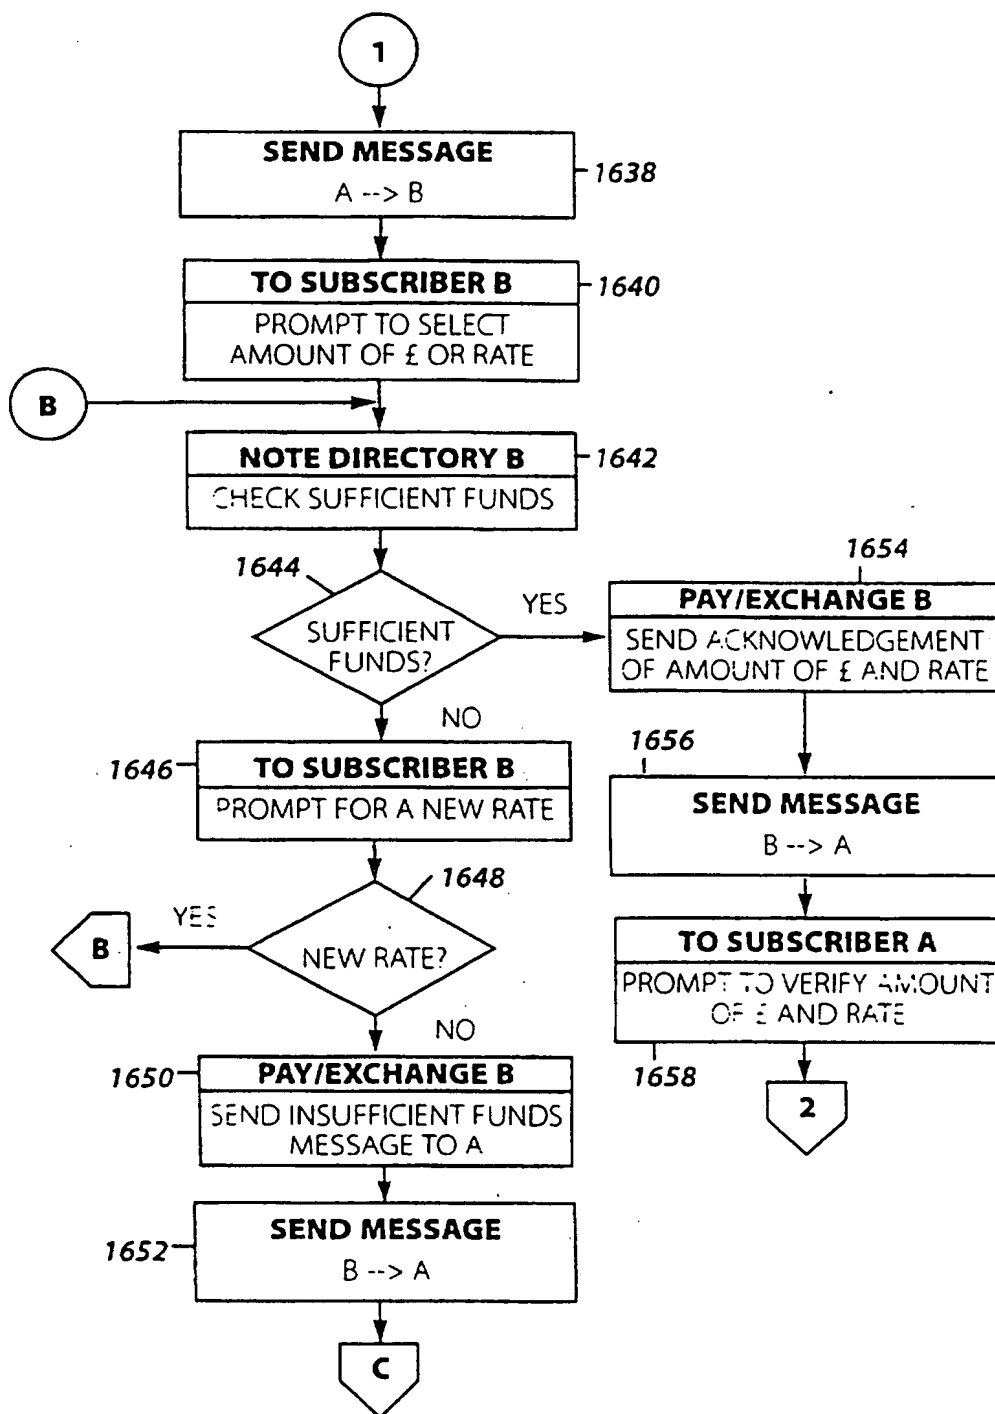 1
SEND MESSAGE
A --> B
1638
TO SUBSCRIBER B
1640
PROMPT TO SELECT
AMOUNT OF £ OR RATE
B
NOTE DIRECTORY B
1642
CHECK SUFFICIENT FUNDS
1644
SUFFICIENT
FUNDS?
YES
NO
1654
PAY/EXCHANGE B
SEND ACKNOWLEDGEMENT
OF AMOUNT OF £ AND RATE
1646
TO SUBSCRIBER B
PROMPT FOR A NEW RATE
1656
SEND MESSAGE
B --> A
1648
NEW RATE?
YES
B
NO
TO SUBSCRIBER A
PROMPT TO VERIFY AMOUNT
OF £ AND RATE
1658
2
1650
PAY/EXCHANGE B
SEND INSUFFICIENT FUNDS
MESSAGE TO A
1652
SEND MESSAGE
B --> A
C